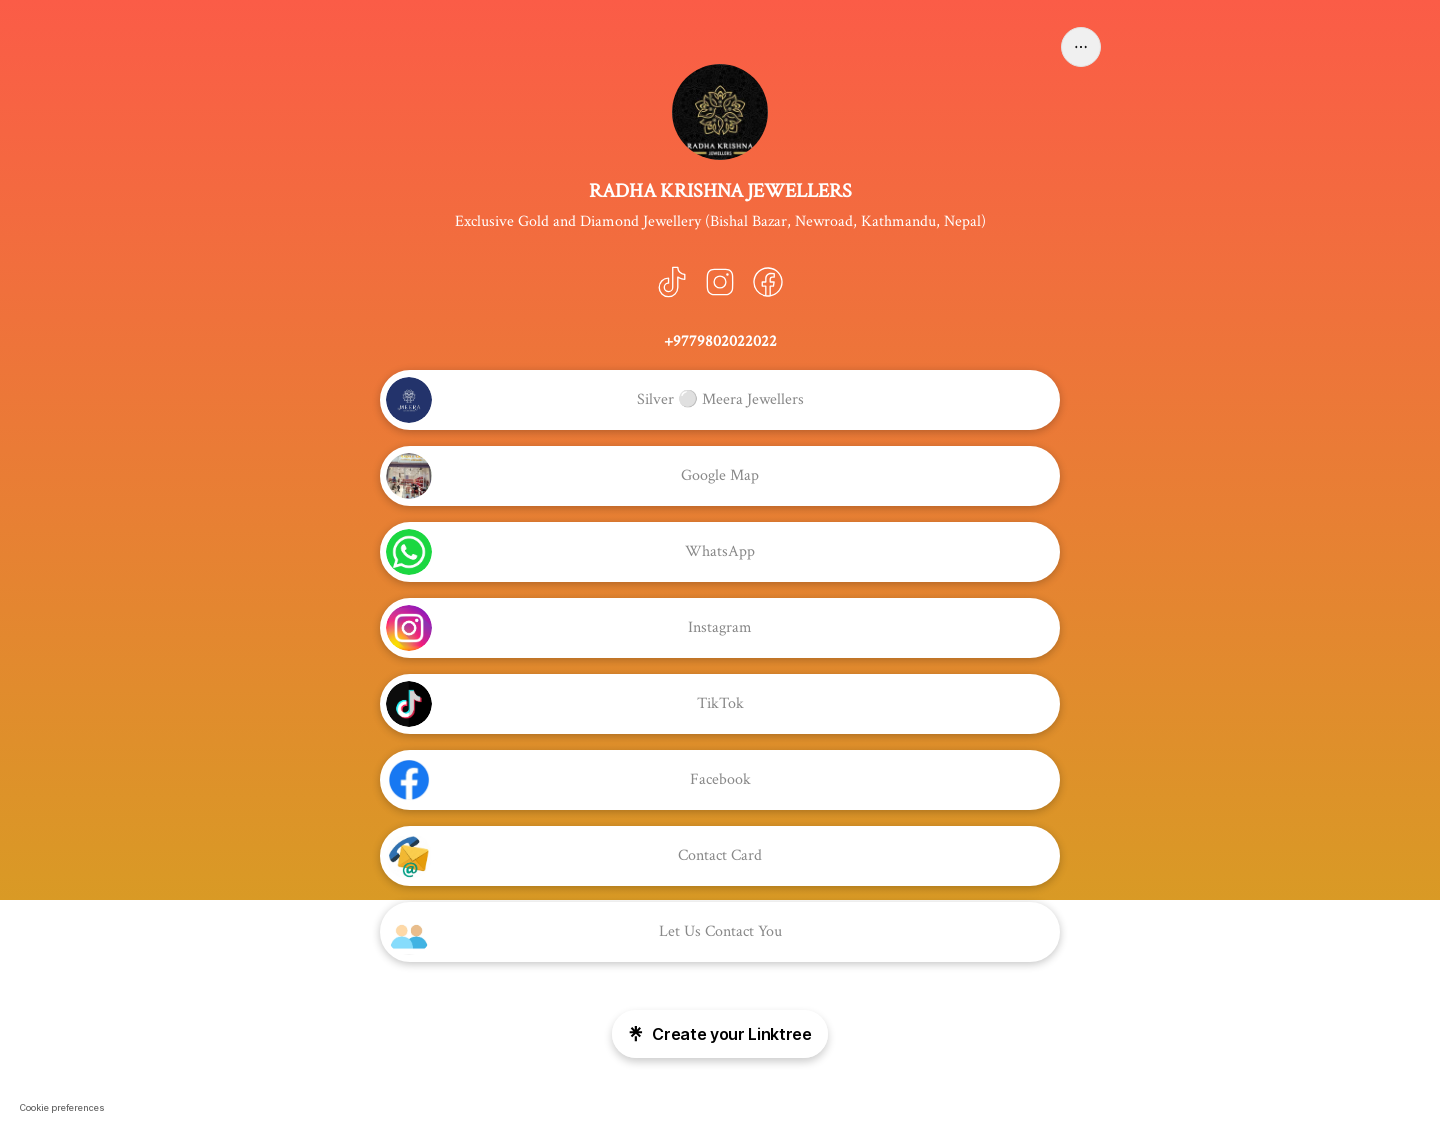 RADHA KRISHNA
JEWELLERS
RADHA KRISHNA JEWELLERS
Exclusive Gold and Diamond Jewellery (Bishal Bazar, Newroad, Kathmandu, Nepal)
+9779802022022
MEERA
Silver ⚪ Meera Jewellers
Google Map
WhatsApp
Instagram
TikTok
Facebook
Contact Card
Let Us Contact You
Create your Linktree
Cookie preferences